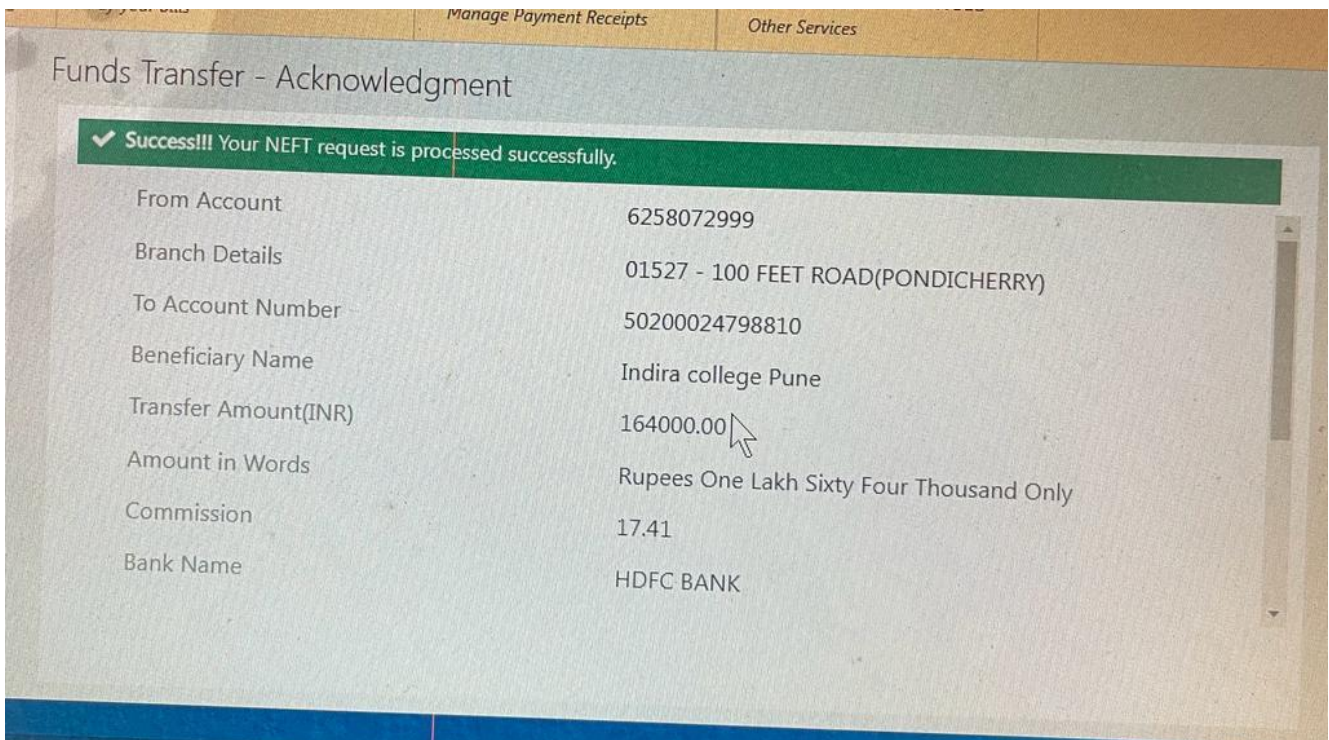 Manage Payment Receipts
Other Services
Funds Transfer - Acknowledgment
✔ Success!!! Your NEFT request is processed successfully.
From Account 6258072999
Branch Details 01527 - 100 FEET ROAD(PONDICHERRY)
To Account Number 50200024798810
Beneficiary Name Indira college Pune
Transfer Amount(INR) 164000.00
Amount in Words Rupees One Lakh Sixty Four Thousand Only
Commission 17.41
Bank Name HDFC BANK